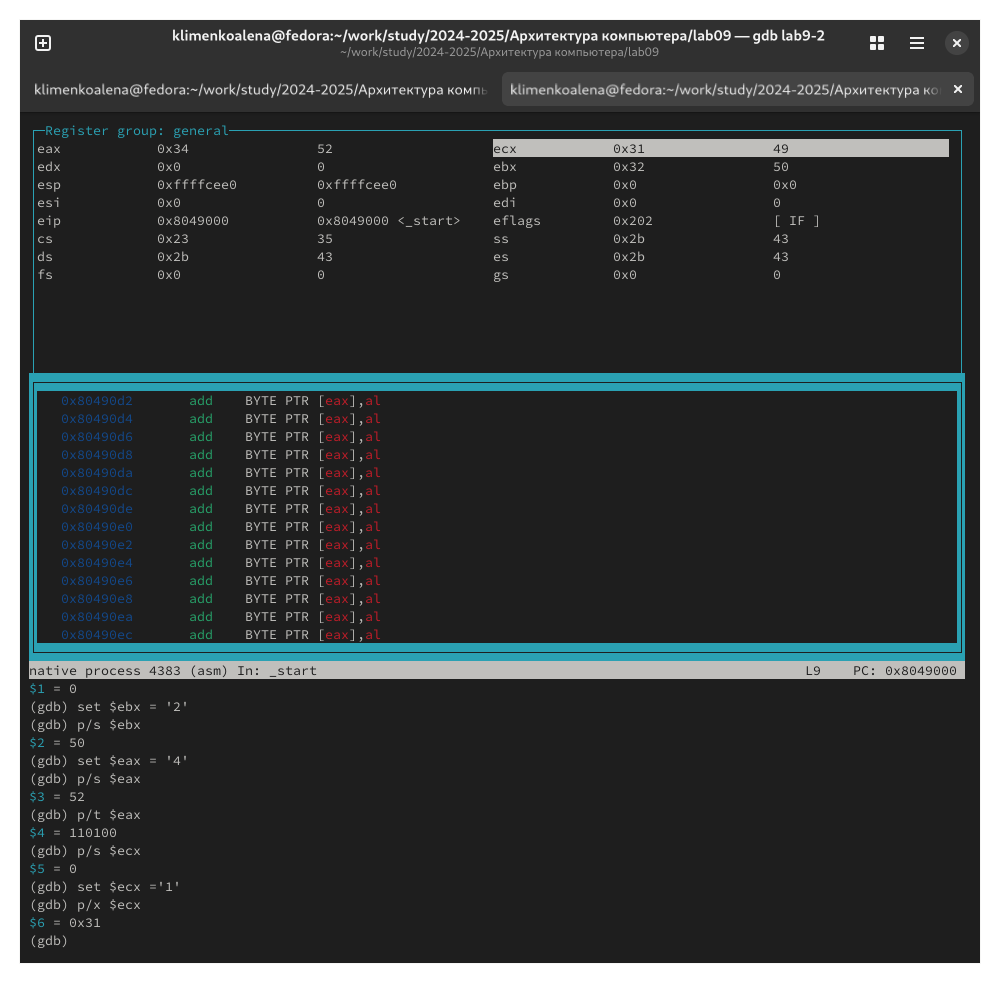 klimenkoalena@fedora:~/work/study/2024-2025/Архитектура компьютера/lab09 — gdb lab9-2
~/work/study/2024-2025/Архитектура компьютера/lab09
klimenkoalena@fedora:~/work/study/2024-2025/Архитектура компь
klimenkoalena@fedora:~/work/study/2024-2025/Архитектура ко
Register group: general
eax 0x34 52 ecx 0x31 49
edx 0x0 0 ebx 0x32 50
esp 0xffffcee0 0xffffcee0 ebp 0x0 0x0
esi 0x0 0 edi 0x0 0
eip 0x8049000 0x8049000 <_start> eflags 0x202 [ IF ]
cs 0x23 35 ss 0x2b 43
ds 0x2b 43 es 0x2b 43
fs 0x0 0 gs 0x0 0
0x80490d2 add BYTE PTR [eax],al
0x80490d4 add BYTE PTR [eax],al
0x80490d6 add BYTE PTR [eax],al
0x80490d8 add BYTE PTR [eax],al
0x80490da add BYTE PTR [eax],al
0x80490dc add BYTE PTR [eax],al
0x80490de add BYTE PTR [eax],al
0x80490e0 add BYTE PTR [eax],al
0x80490e2 add BYTE PTR [eax],al
0x80490e4 add BYTE PTR [eax],al
0x80490e6 add BYTE PTR [eax],al
0x80490e8 add BYTE PTR [eax],al
0x80490ea add BYTE PTR [eax],al
0x80490ec add BYTE PTR [eax],al
native process 4383 (asm) In: _start L9 PC: 0x8049000
$1 = 0
(gdb) set $ebx = '2'
(gdb) p/s $ebx
$2 = 50
(gdb) set $eax = '4'
(gdb) p/s $eax
$3 = 52
(gdb) p/t $eax
$4 = 110100
(gdb) p/s $ecx
$5 = 0
(gdb) set $ecx ='1'
(gdb) p/x $ecx
$6 = 0x31
(gdb)